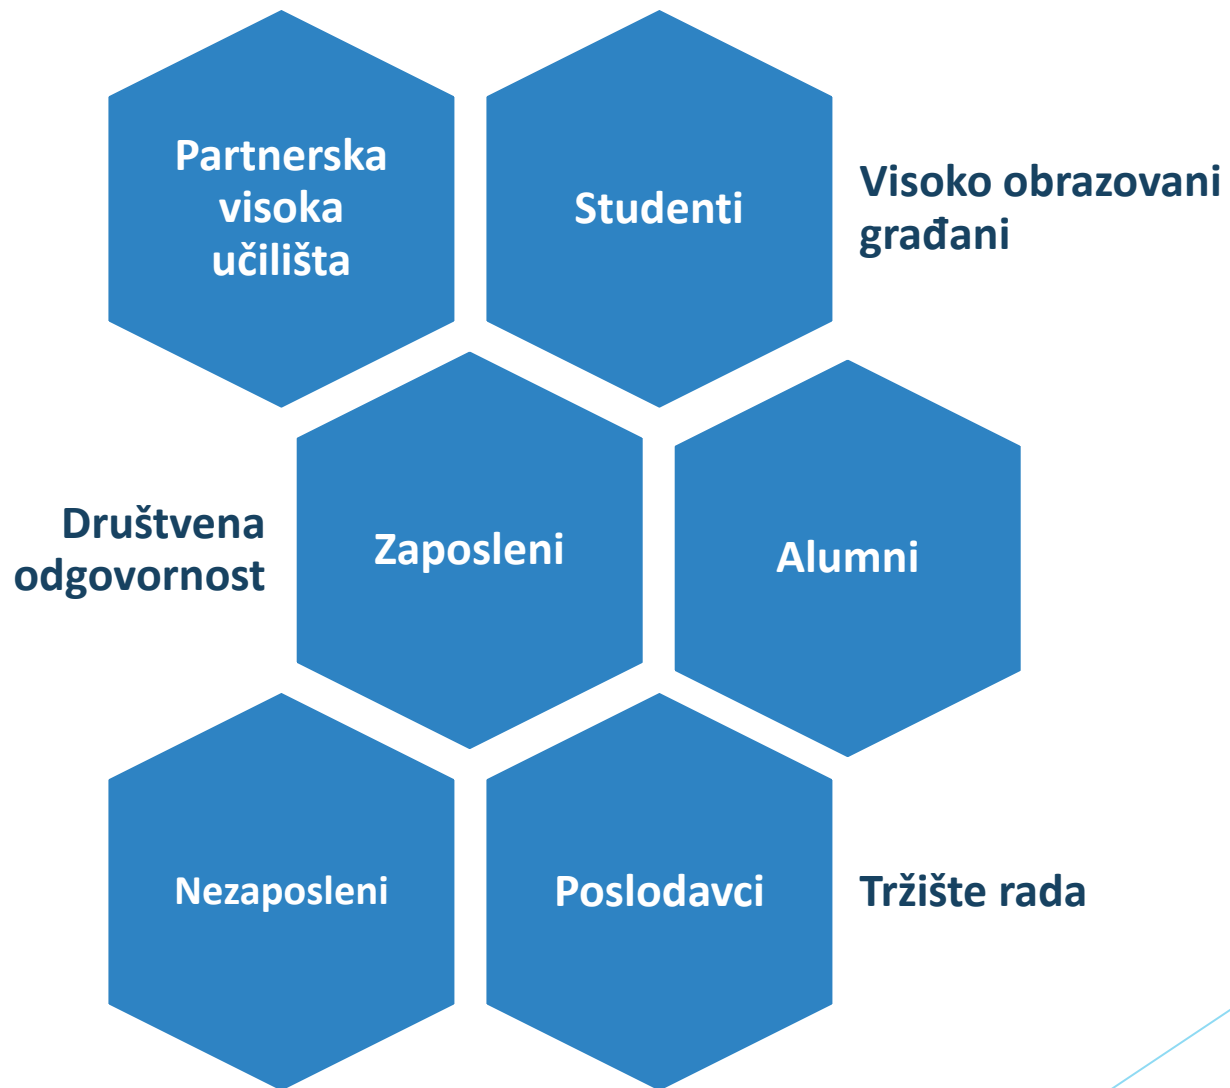 Partnerska
visoka
učilišta
Studenti
Visoko obrazovani
građani
Društvena
odgovornost
Zaposleni
Alumni
Nezaposleni
Poslodavci
Tržište rada